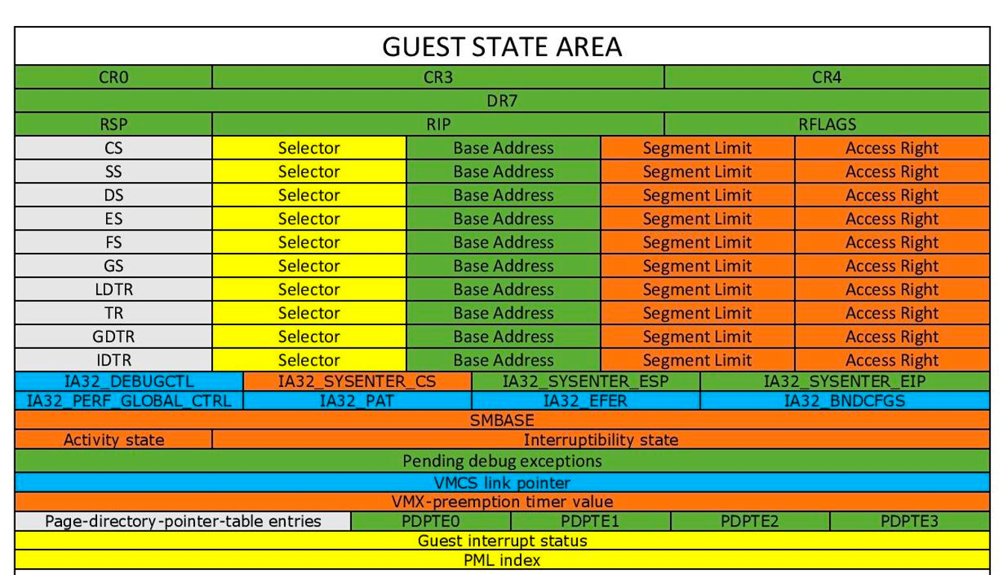 GUEST STATE AREA
CR0 CR3 CR4
DR7
RSP RIP RFLAGS
CS Selector Base Address Segment Limit Access Right
SS Selector Base Address Segment Limit Access Right
DS Selector Base Address Segment Limit Access Right
ES Selector Base Address Segment Limit Access Right
FS Selector Base Address Segment Limit Access Right
GS Selector Base Address Segment Limit Access Right
LDTR Selector Base Address Segment Limit Access Right
TR Selector Base Address Segment Limit Access Right
GDTR Selector Base Address Segment Limit Access Right
IDTR Selector Base Address Segment Limit Access Right
IA32_DEBUGCTL IA32_SYSENTER_CS IA32_SYSENTER_ESP IA32_SYSENTER_EIP
IA32_PERF_GLOBAL_CTRL IA32_PAT IA32_EFER IA32_BNDCFGS
SMBASE
Activity state Interruptibility state
Pending debug exceptions
VMCS link pointer
VMX-preemption timer value
Page-directory-pointer-table entries PDPTE0 PDPTE1 PDPTE2 PDPTE3
Guest interrupt status
PML index